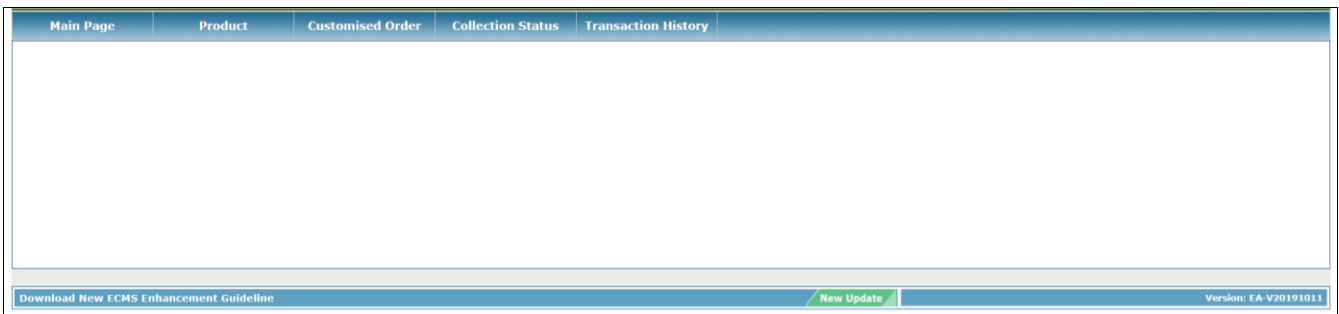 Main Page Product Customised Order Collection Status Transaction History
Download New ECMS Enhancement Guideline New Update Version: EA-V20191011